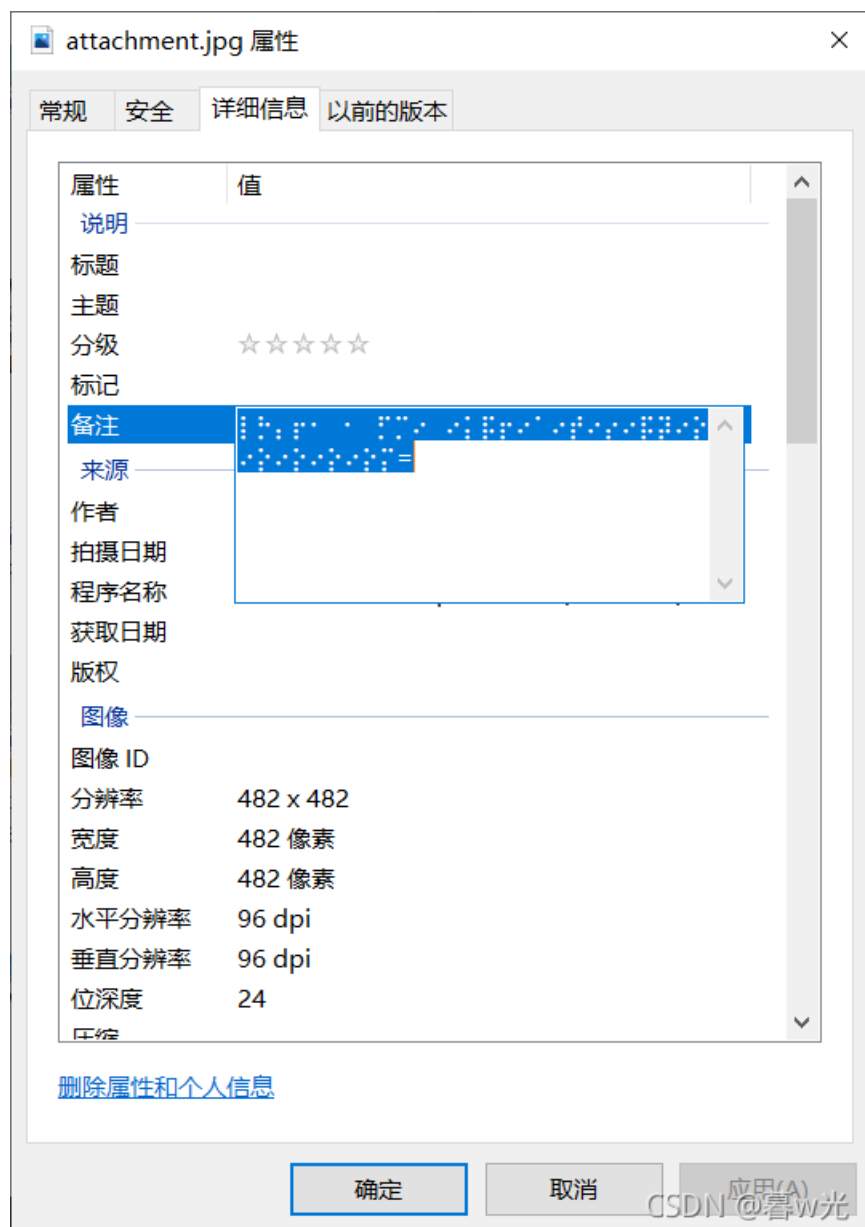 attachment.jpg 属性
常规 安全 详细信息 以前的版本
属性 值
说明
标题
主题
分级 ☆☆☆☆☆
标记
备注
=
来源
作者
拍摄日期
程序名称
获取日期
版权
图像
图像 ID
分辨率 482 x 482
宽度 482 像素
高度 482 像素
水平分辨率 96 dpi
垂直分辨率 96 dpi
位深度 24
压缩
删除属性和个人信息
确定 取消 应用(A)
CSDN @暮w光